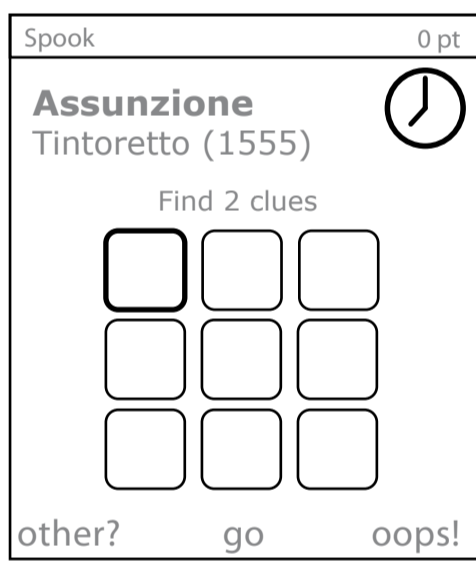 Spook 0 pt
Assunzione
Tintoretto (1555)
Find 2 clues
other? go oops!